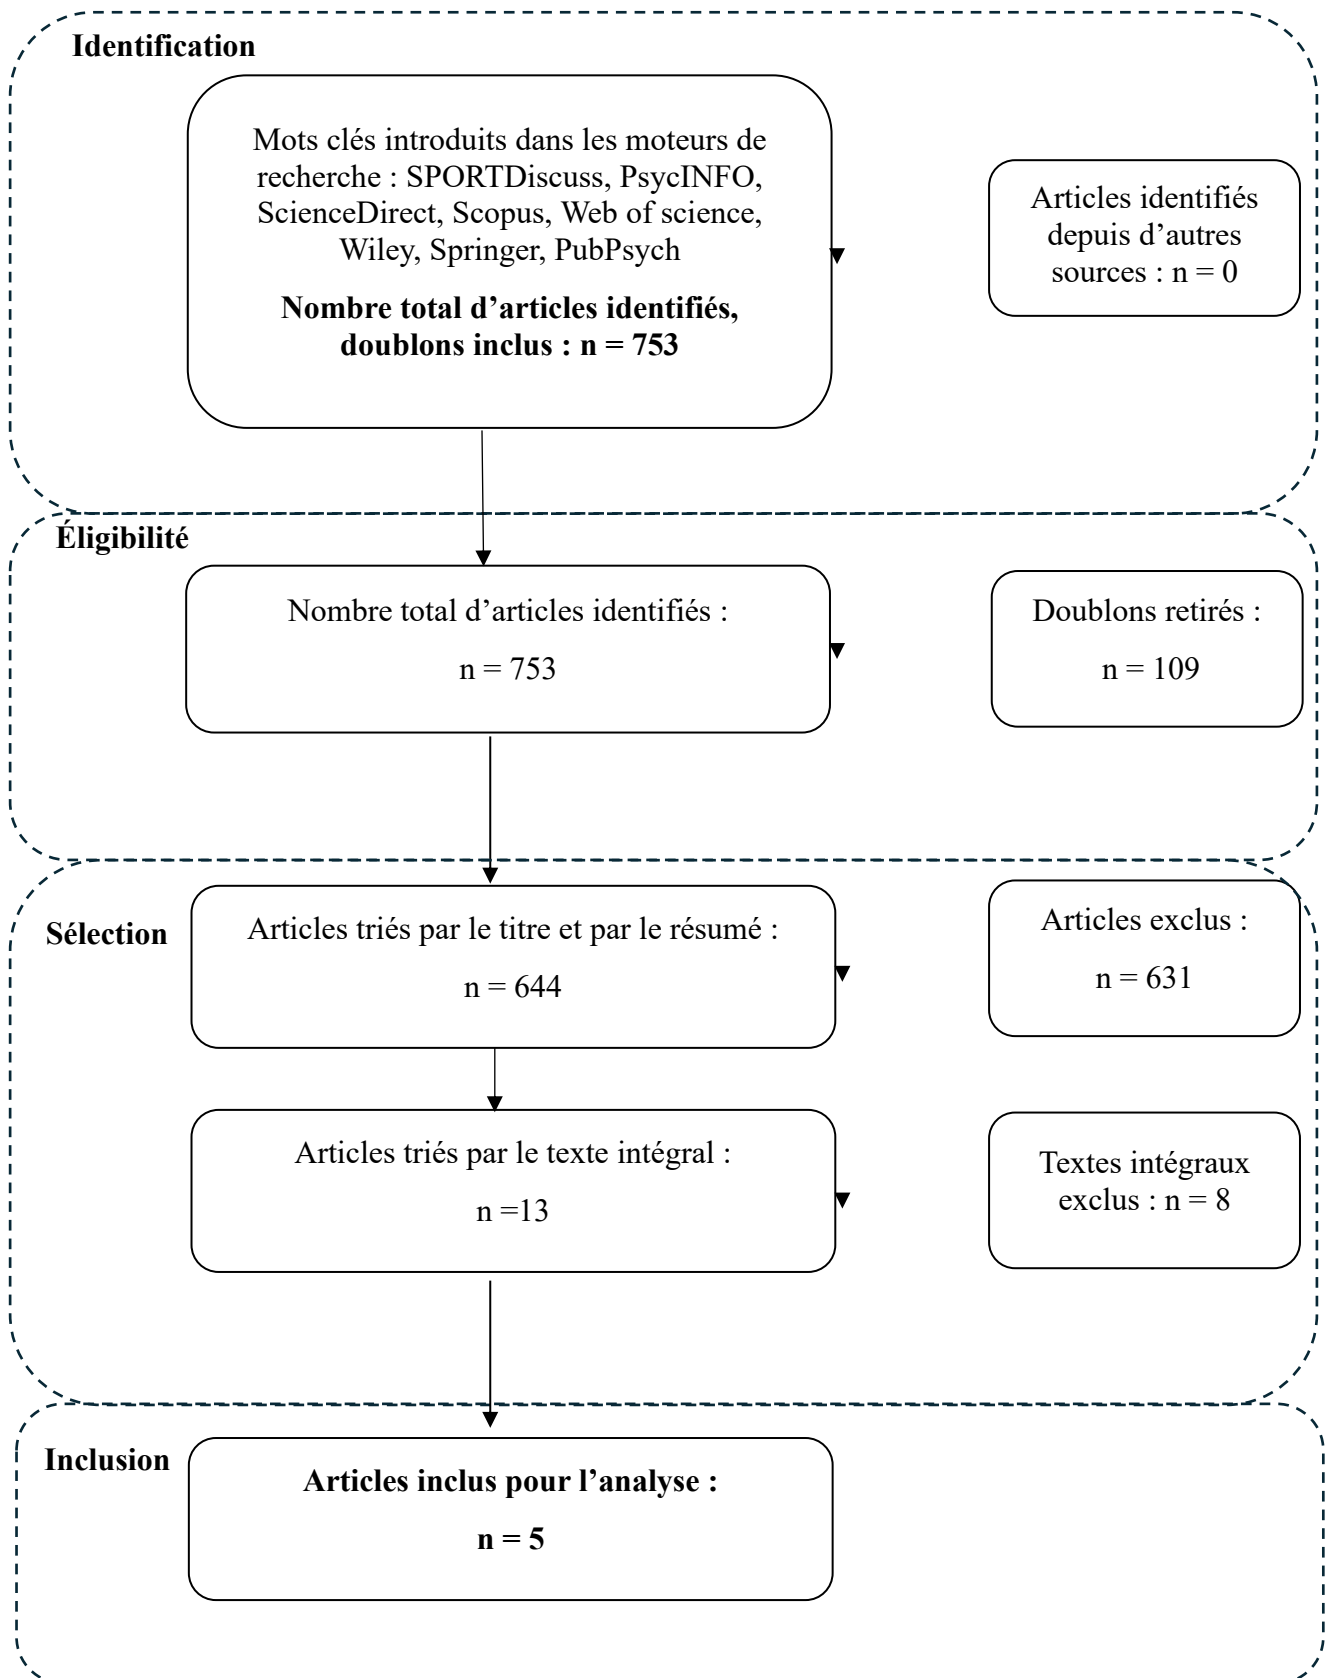 Identification
Mots clés introduits dans les moteurs de
recherche : SPORTDiscuss, PsycINFO,
ScienceDirect, Scopus, Web of science,
Wiley, Springer, PubPsych
Nombre total d’articles identifiés,
doublons inclus : n = 753
Articles identifiés
depuis d’autres
sources : n = 0
Éligibilité
Nombre total d’articles identifiés :
n = 753
Doublons retirés :
n = 109
Sélection
Articles triés par le titre et par le résumé :
n = 644
Articles exclus :
n = 631
Articles triés par le texte intégral :
n =13
Textes intégraux
exclus : n = 8
Inclusion
Articles inclus pour l’analyse :
n = 5